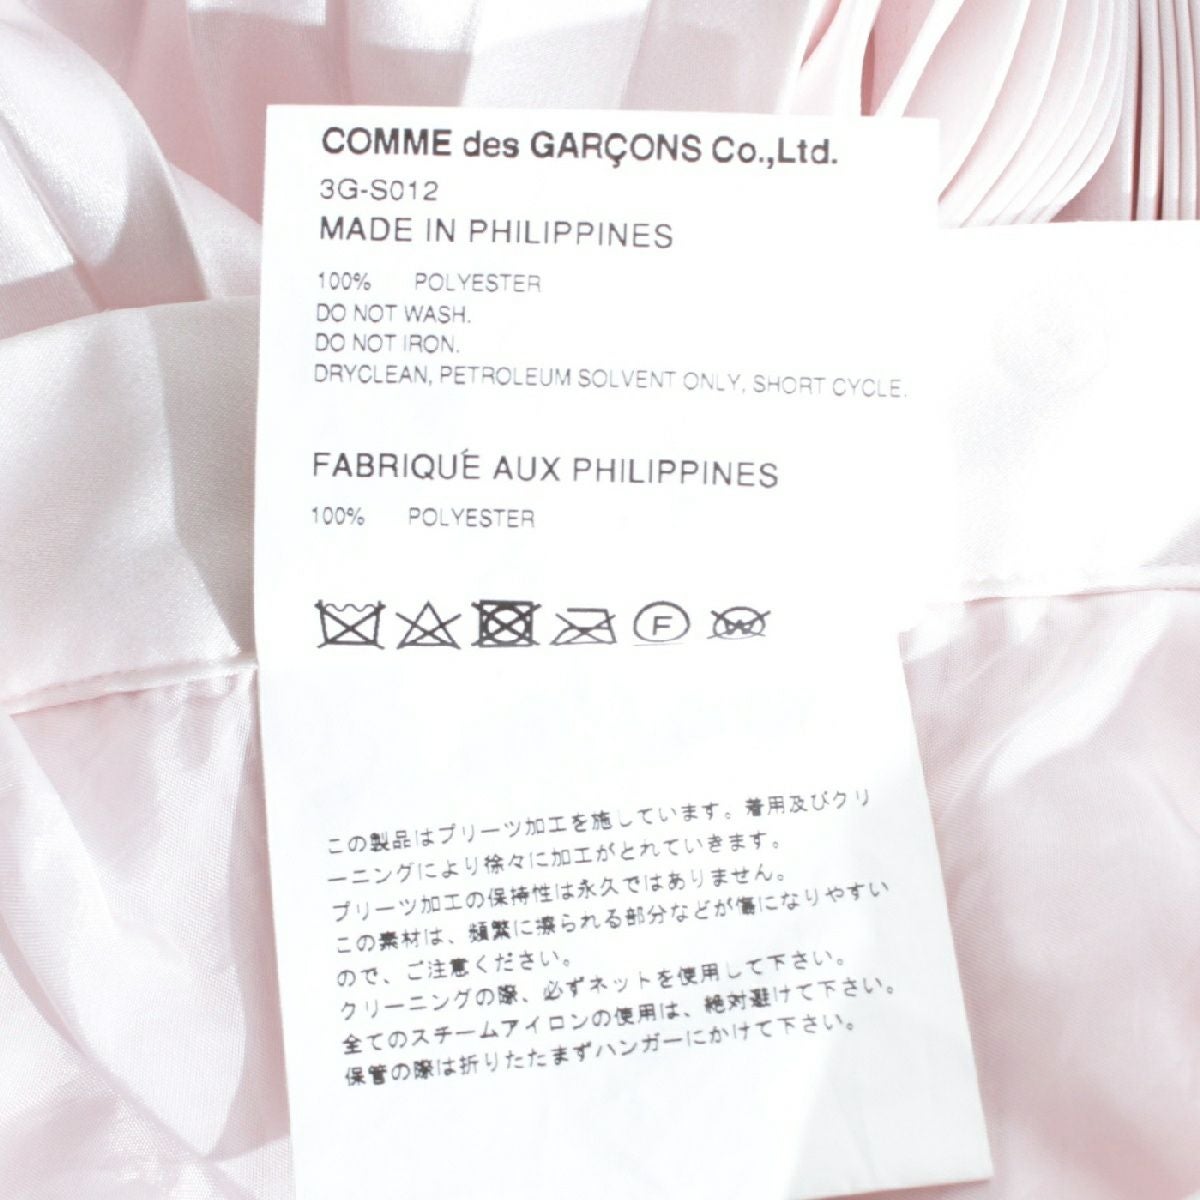 COMME des GARÇONS Co.,Ltd.
3G-S012
MADE IN PHILIPPINES
100% POLYESTER
DO NOT WASH.
DO NOT IRON.
DRYCLEAN, PETROLEUM SOLVENT ONLY, SHORT CYCLE.
FABRIQUÉ AUX PHILIPPINES
100% POLYESTER
F
W
この製品はプリーツ加工を施しています。着用及びクリ
ーニングにより徐々に加工がとれていきます。
プリーツ加工の保持性は永久ではありません。
この素材は、頻繁に擦られる部分などが傷になりやすい
ので、ご注意ください。
クリーニングの際、必ずネットを使用して下さい。
全てのスチームアイロンの使用は、絶対避けて下さい。
保管の際は折りたたまずハンガーにかけて下さい。